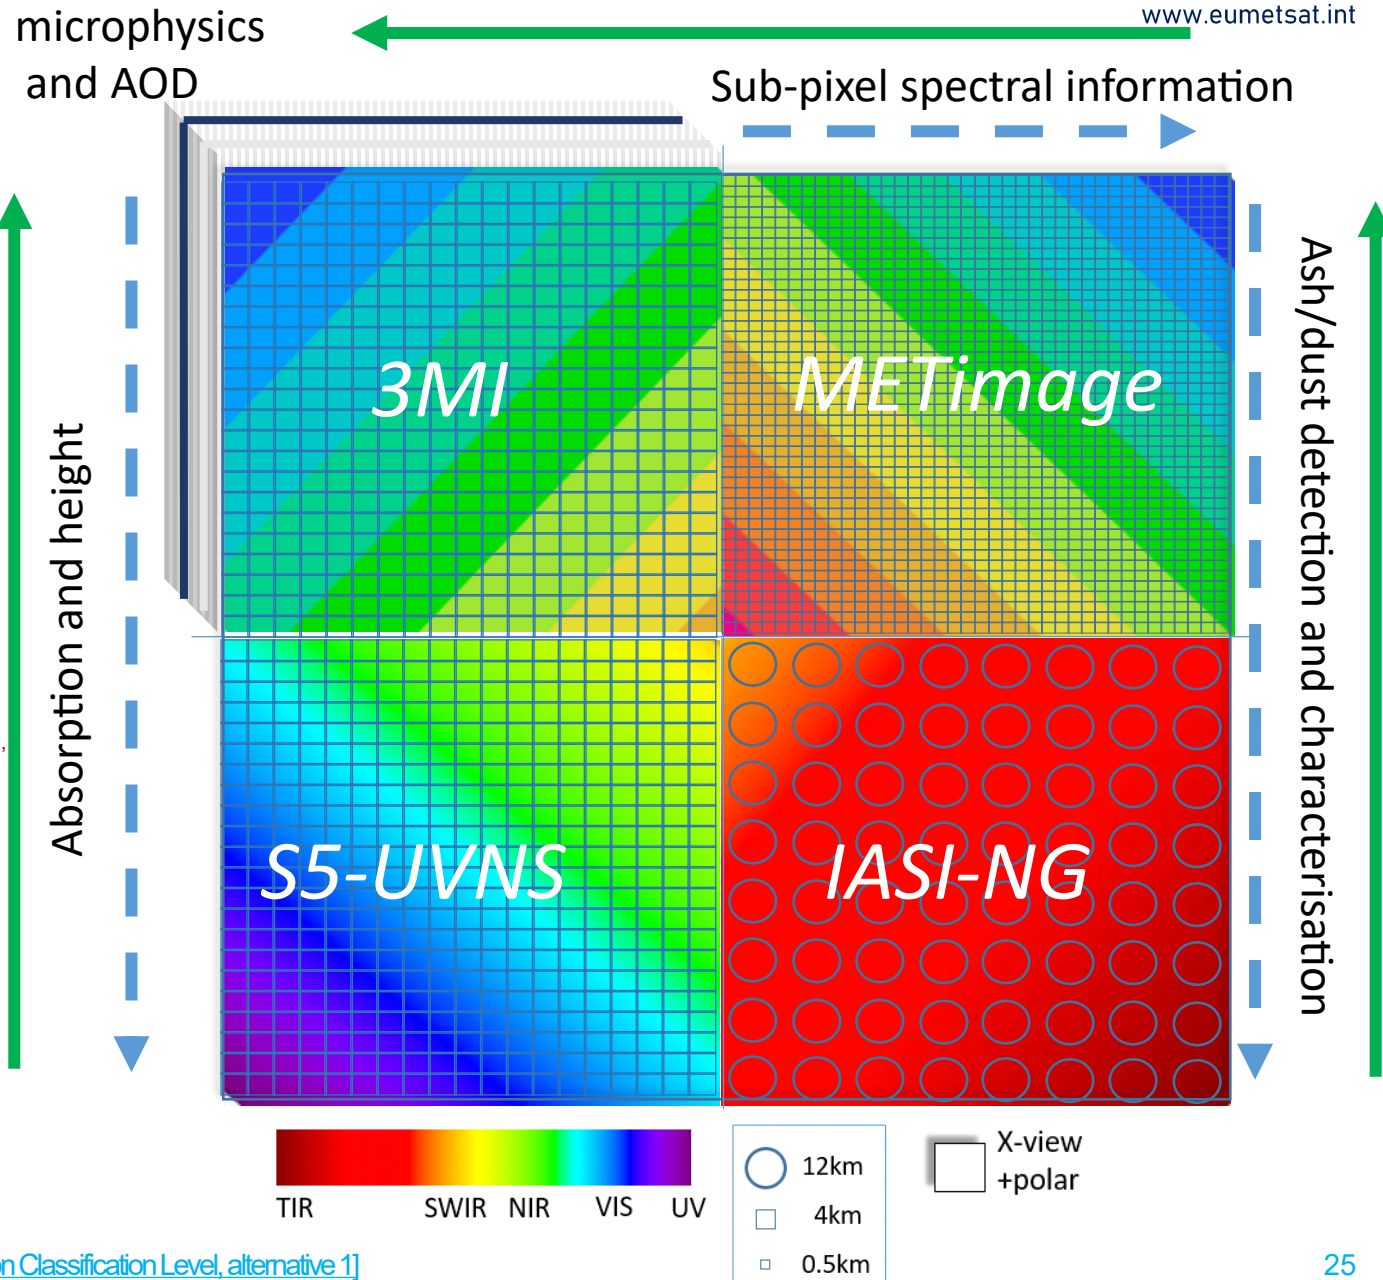 www.eumetsat.int
microphysics
and AOD
Sub-pixel spectral information
3MI
METimage
Absorption and height
Ash/dust detection and characterisation
,
S5-UVNS
IASI-NG
TIR
SWIR
NIR
VIS
UV
12km
4km
0.5km
X-view
+polar
on Classification Level, alternative 1]
25